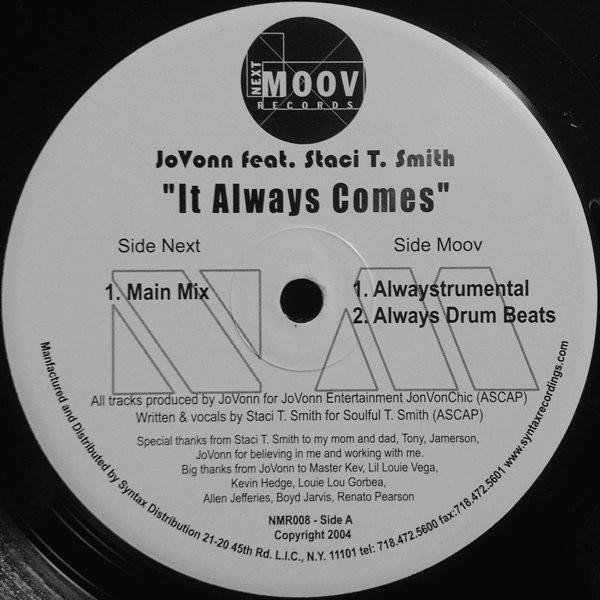 NEXT
MOOV
RECORDS
JoVonn feat. Staci T. Smith
"It Always Comes"
Side Next
1. Main Mix
Side Moov
1. Alwaystrumental
2. Always Drum Beats
NM
All tracks produced by JoVonn for JoVonn Entertainment JonVonChic (ASCAP)
Written & vocals by Staci T. Smith for Soulful T. Smith (ASCAP)
Special thanks from Staci T. Smith to my mom and dad, Tony, Jamerson,
JoVonn for believing in me and working with me.
Big thanks from JoVonn to Master Kev, Lil Louie Vega,
Kevin Hedge, Louie Lou Gorbea,
Allen Jefferies, Boyd Jarvis, Renato Pearson
NMR008 - Side A
Copyright 2004
Manfactured and Distributed by Syntax Distribution 21-20 45th Rd. L.I.C., N.Y. 11101 tel: 718.472.5600 fax:718.472.5601 www.syntaxrecordings.com